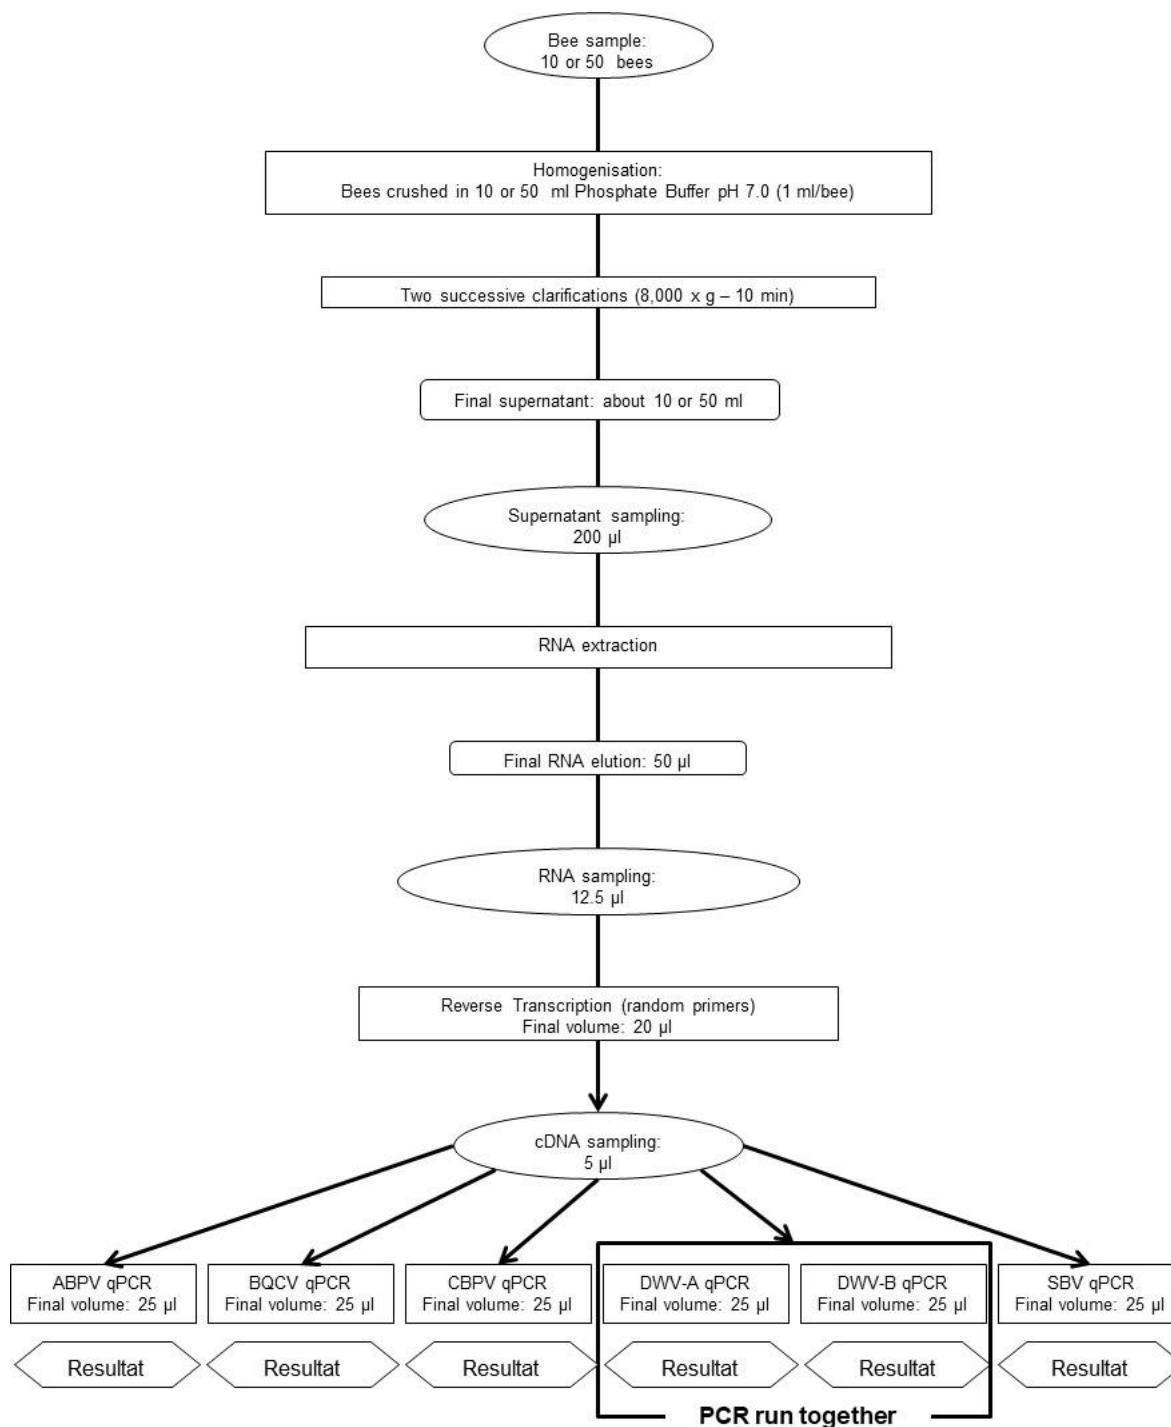 Bee sample:
10 or 50 bees
Homogenisation:
Bees crushed in 10 or 50 ml Phosphate Buffer pH 7.0 (1 ml/bee)
Two successive clarifications (8,000 x g – 10 min)
Final supernatant: about 10 or 50 ml
Supernatant sampling:
200 µl
RNA extraction
Final RNA elution: 50 µl
RNA sampling:
12.5 µl
Reverse Transcription (random primers)
Final volume: 20 µl
cDNA sampling:
5 µl
ABPV qPCR
Final volume: 25 µl
BQCV qPCR
Final volume: 25 µl
CBPV qPCR
Final volume: 25 µl
DWV-A qPCR
Final volume: 25 µl
DWV-B qPCR
Final volume: 25 µl
SBV qPCR
Final volume: 25 µl
Resultat
Resultat
Resultat
Resultat
Resultat
Resultat
PCR run together